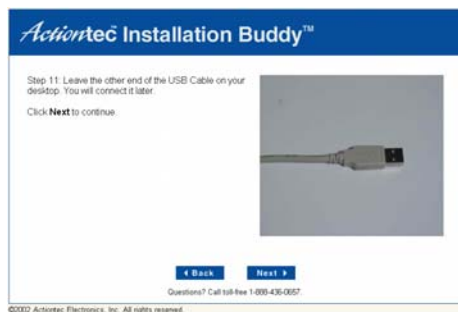 Actiontec Installation Buddy™
Step 11: Leave the other end of the USB Cable on your
desktop. You will connect it later.
Click Next to continue.
Back Next
Questions? Call toll-free 1-888-436-0657.
©2002 Actiontec Electronics, Inc. All rights reserved.